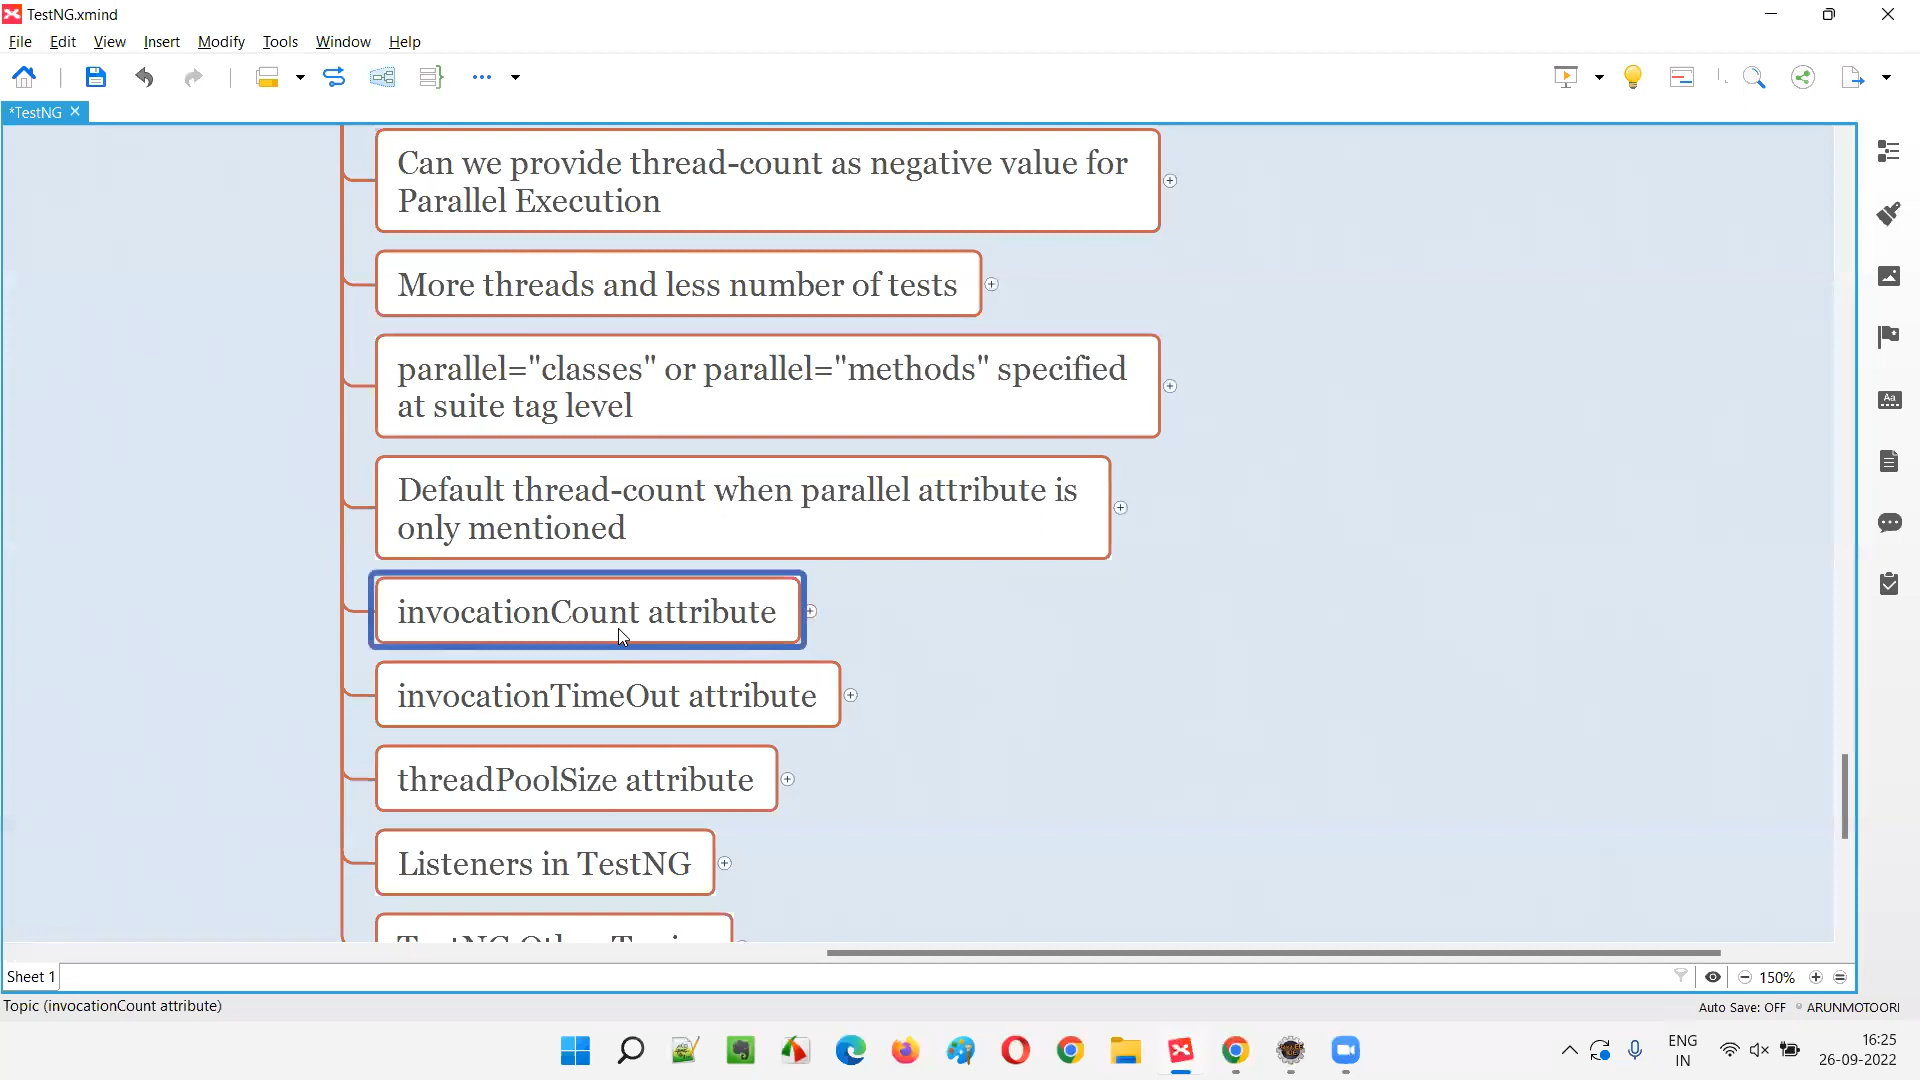 TestNG.xmind
File Edit View Insert Modify Tools Window Help
*TestNG
Can we provide thread-count as negative value for
Parallel Execution
More threads and less number of tests
parallel="classes" or parallel="methods" specified
at suite tag level
Default thread-count when parallel attribute is
only mentioned
invocationCount attribute
invocationTimeOut attribute
threadPoolSize attribute
Listeners in TestNG
Sheet 1
150%
Topic (invocationCount attribute)
Auto Save: OFF ARUNMOTOORI
ENG
IN
16:25
26-09-2022